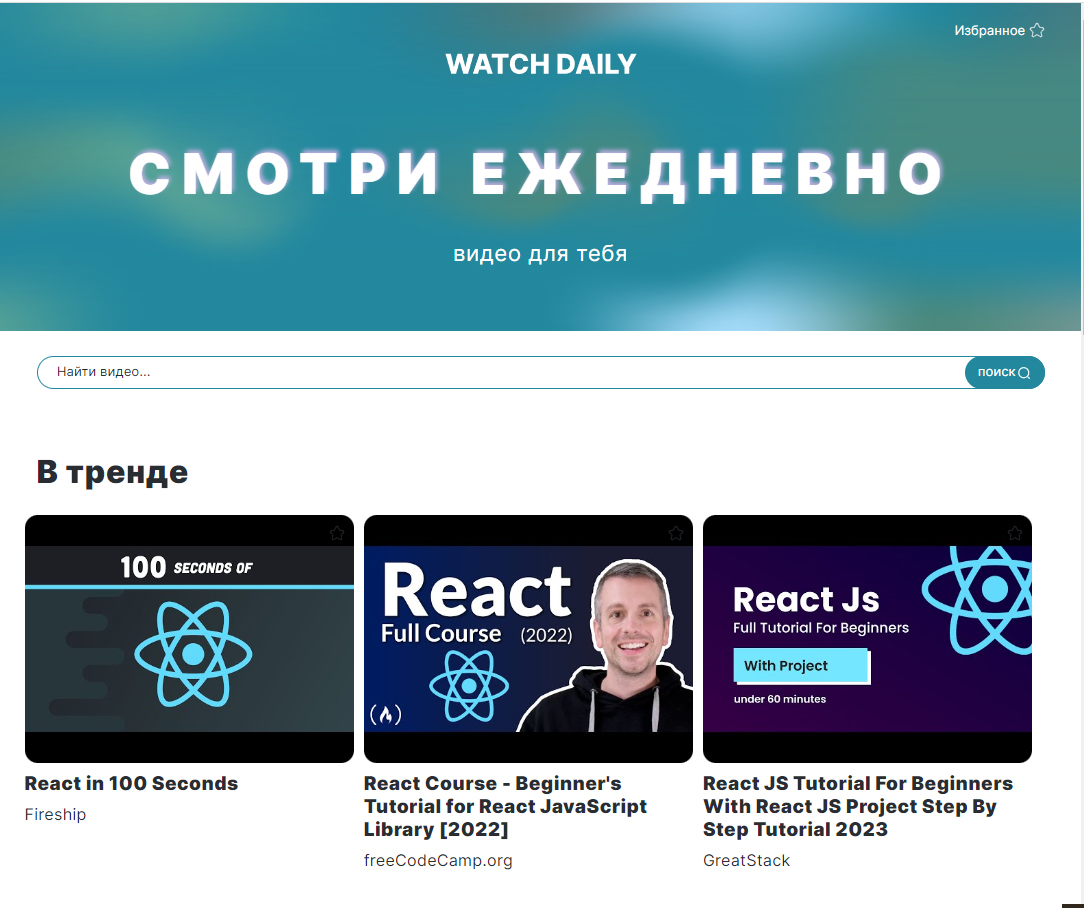 Избранное
WATCH DAILY
СМОТРИ ЕЖЕДНЕВНО
видео для тебя
Найти видео...
ПОИСК
В тренде
100 SECONDS OF
React
Full Course (2022)
React Js
Full Tutorial For Beginners
With Project
under 60 minutes
React in 100 Seconds
Fireship
React Course - Beginner's
Tutorial for React JavaScript
Library [2022]
freeCodeCamp.org
React JS Tutorial For Beginners
With React JS Project Step By
Step Tutorial 2023
GreatStack